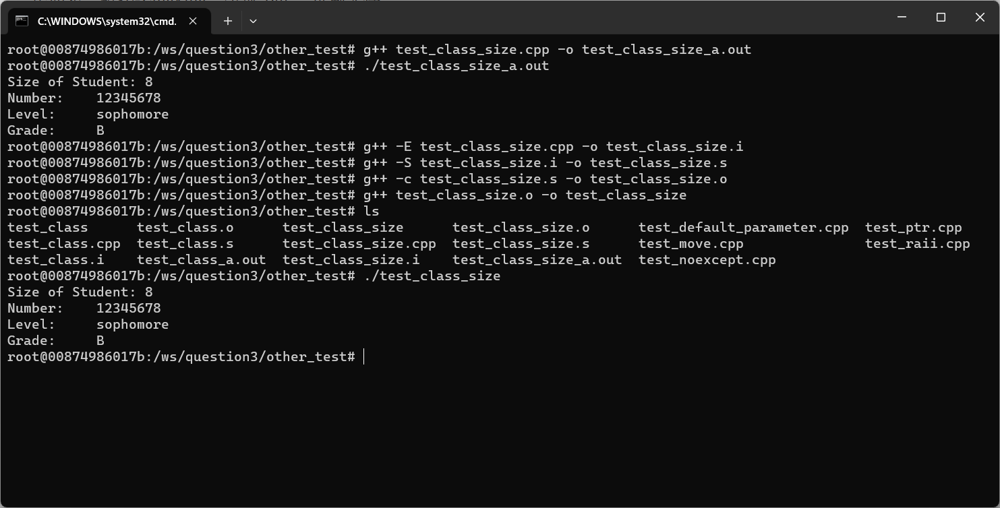 C:\WINDOWS\system32\cmd.
root@00874986017b:/ws/question3/other_test# g++ test_class_size.cpp -o test_class_size_a.out
root@00874986017b:/ws/question3/other_test# ./test_class_size_a.out
Size of Student: 8
Number:    12345678
Level:     sophomore
Grade:     B
root@00874986017b:/ws/question3/other_test# g++ -E test_class_size.cpp -o test_class_size.i
root@00874986017b:/ws/question3/other_test# g++ -S test_class_size.i -o test_class_size.s
root@00874986017b:/ws/question3/other_test# g++ -c test_class_size.s -o test_class_size.o
root@00874986017b:/ws/question3/other_test# g++ test_class_size.o -o test_class_size
root@00874986017b:/ws/question3/other_test# ls
test_class      test_class.o      test_class_size      test_class_size.o      test_default_parameter.cpp  test_ptr.cpp
test_class.cpp  test_class.s      test_class_size.cpp  test_class_size.s      test_move.cpp               test_raii.cpp
test_class.i    test_class_a.out  test_class_size.i    test_class_size_a.out  test_noexcept.cpp
root@00874986017b:/ws/question3/other_test# ./test_class_size
Size of Student: 8
Number:    12345678
Level:     sophomore
Grade:     B
root@00874986017b:/ws/question3/other_test#